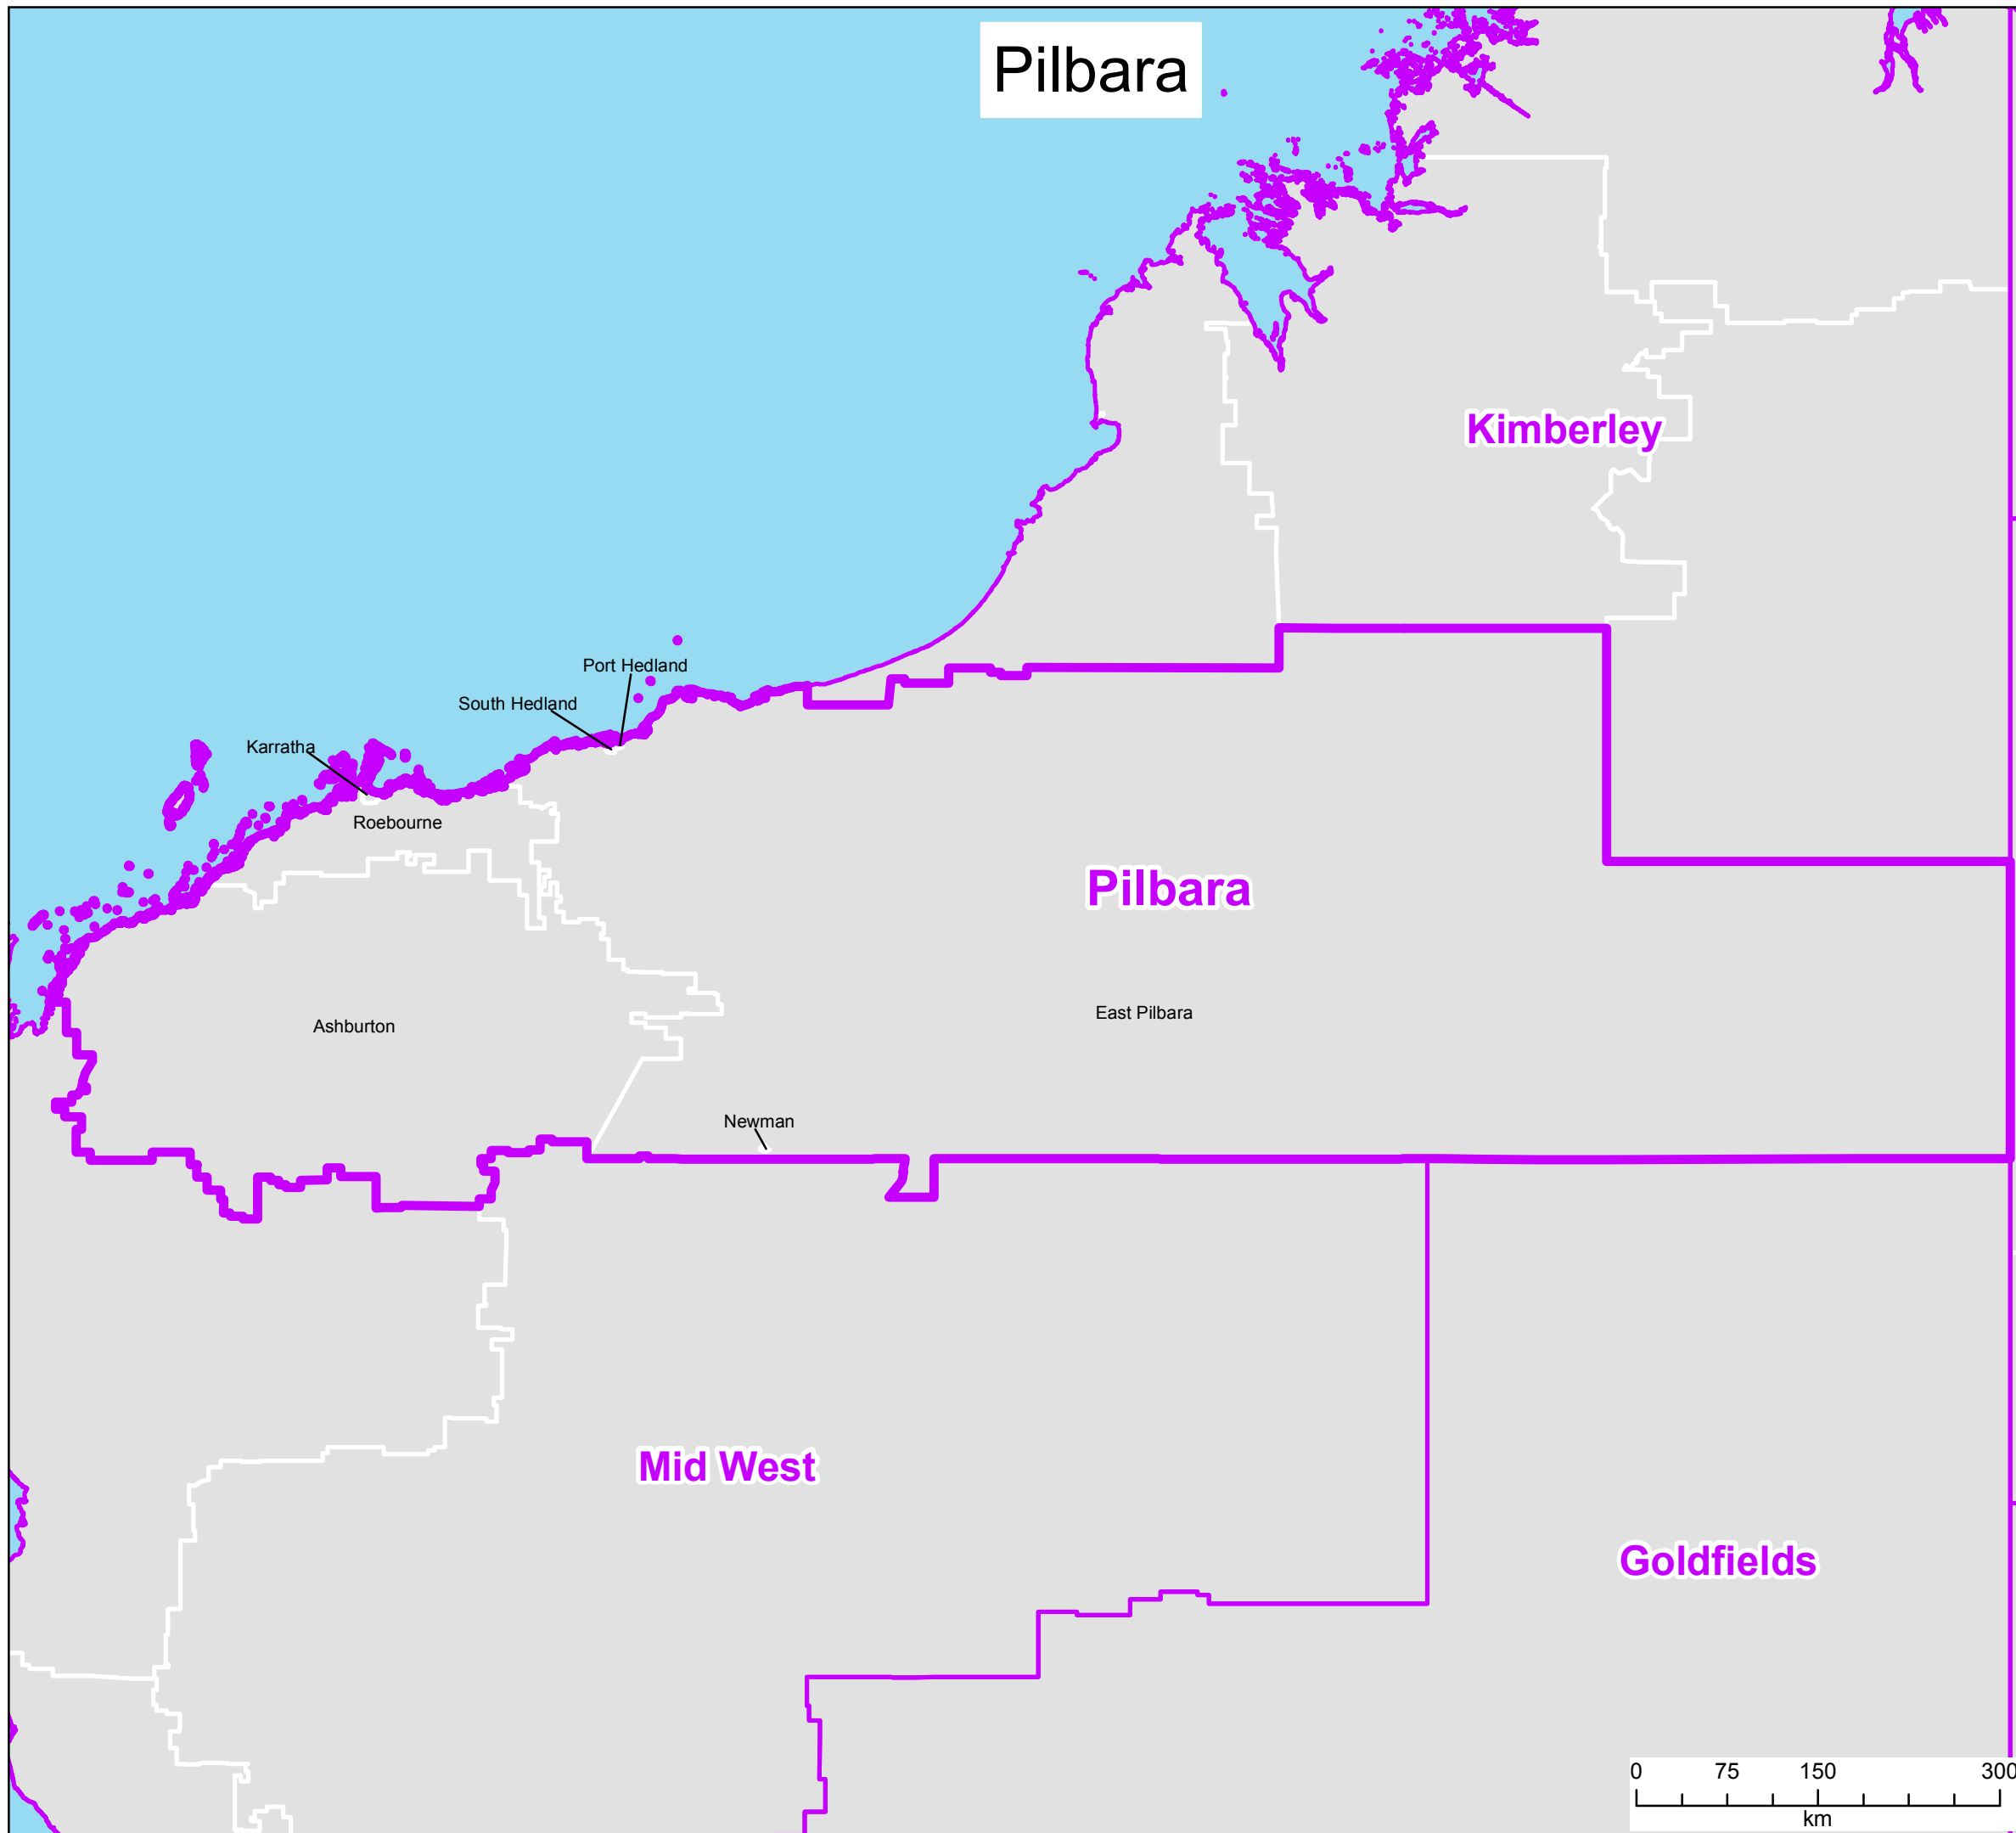 Pilbara
Kimberley
Port Hedland
South Hedland
Karratha
Roebourne
Pilbara
East Pilbara
Ashburton
Newman
Mid West
Goldfields
0 75 150 300
km